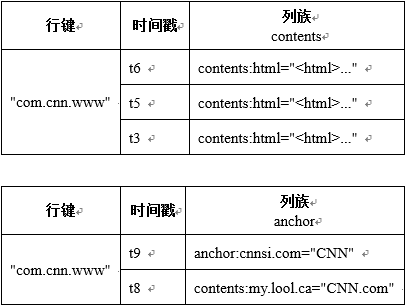 行键 时间戳 列族
contents
"com.cnn.www" t6 contents:html="<html>..."
t5 contents:html="<html>..."
t3 contents:html="<html>..."
行键 时间戳 列族
anchor
"com.cnn.www" t9 anchor:cnnsi.com="CNN"
t8 contents:my.lool.ca="CNN.com"